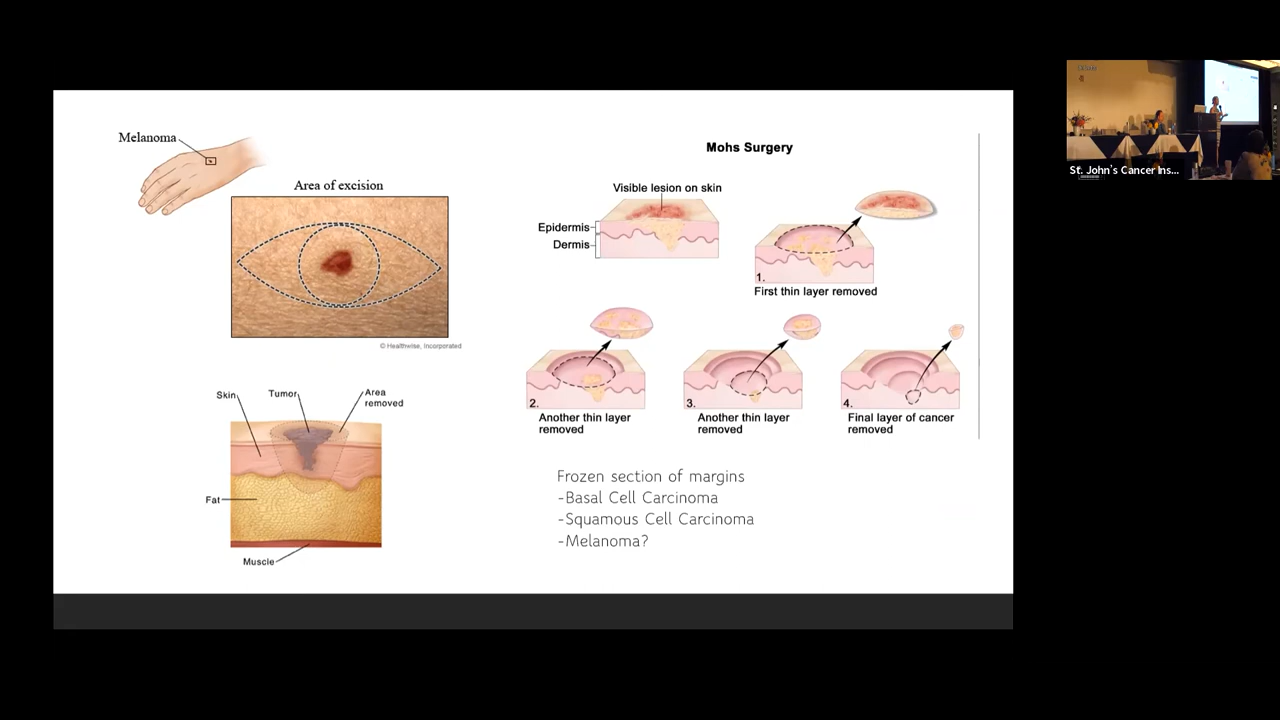 Melanoma
Area of excision
© Healthwise, Incorporated
Skin
Tumor
Area
removed
Fat
Muscle
Mohs Surgery
Visible lesion on skin
Epidermis
Dermis
1.
First thin layer removed
2.
Another thin layer
removed
3.
Another thin layer
removed
4.
Final layer of cancer
removed
Frozen section of margins
-Basal Cell Carcinoma
-Squamous Cell Carcinoma
-Melanoma?
St. John's Cancer Ins...